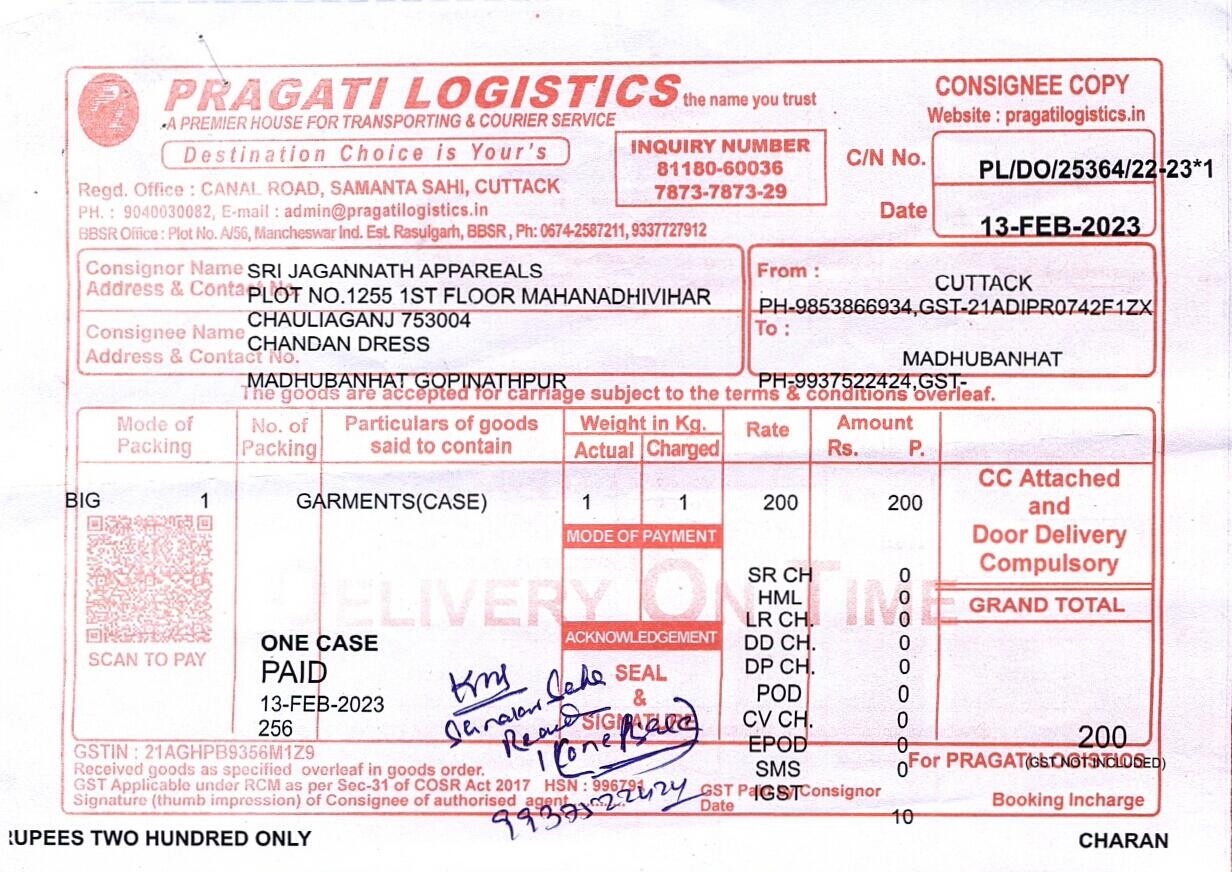 PRAGATI LOGISTICS the name you trust
A PREMIER HOUSE FOR TRANSPORTING & COURIER SERVICE
Destination Choice is Your's
CONSIGNEE COPY
Website : pragatilogistics.in
INQUIRY NUMBER
81180-60036
7873-7873-29
C/N No. PL/DO/25364/22-23*1
Date 13-FEB-2023
Regd. Office : CANAL ROAD, SAMANTA SAHI, CUTTACK
PH. : 9040030082, E-mail : admin@pragatilogistics.in
BBSR Office : Plot No. A/56, Mancheswar Ind. Est. Rasulgarh, BBSR , Ph: 0674-2587211, 9337727912
Consignor Name SRI JAGANNATH APPAREALS
Address & Contact No. PLOT NO.1255 1ST FLOOR MAHANADHIVIHAR
CHAULIAGANJ 753004
Consignee Name CHANDAN DRESS
Address & Contact No.
MADHUBANHAT GOPINATHPUR
From : CUTTACK
PH-9853866934,GST-21ADIPR0742F1ZX
To :
MADHUBANHAT
PH-9937522424,GST-
The goods are accepted for carriage subject to the terms & conditions overleaf.
Mode of Packing No. of Packing Particulars of goods said to contain Weight in Kg. Actual Charged Rate Amount Rs. P.
BIG 1 GARMENTS(CASE) 1 1 200 200
CC Attached
and
Door Delivery
Compulsory
MODE OF PAYMENT
DELIVERY ON TIME
SR CH 0
HML 0
LR CH. 0
DD CH. 0
DP CH. 0
POD 0
CV CH. 0
EPOD 0
SMS 0
IGST
10
GRAND TOTAL
200
(GST NOT INCLUDED)
ACKNOWLEDGEMENT
SEAL
&
SIGNATURE
SCAN TO PAY
ONE CASE
PAID
13-FEB-2023
256
9937522424
GSTIN : 21AGHPB9356M1Z9
Received goods as specified overleaf in goods order.
GST Applicable under RCM as per Sec-31 of COSR Act 2017 HSN : 996791
Signature (thumb impression) of Consignee of authorised agent
GST Paid by Consignor
Date
For PRAGATI LOGISTICS
Booking Incharge
RUPEES TWO HUNDRED ONLY
CHARAN